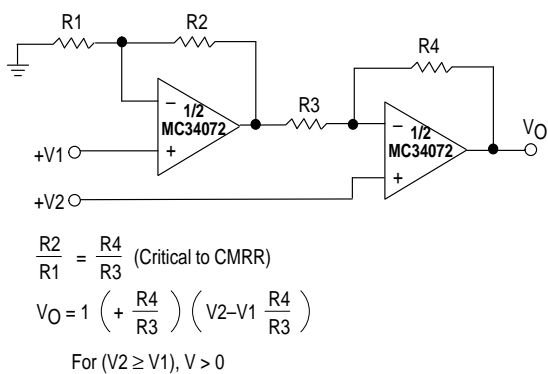 R1
R2
R4
R3
1/2
MC34072
1/2
MC34072
–
+
–
+
+V1
+V2
VO
R2/R1 = R4/R3 (Critical to CMRR)
VO = 1 (+ R4/R3) (V2–V1 R4/R3)
For (V2 ≥ V1), V > 0